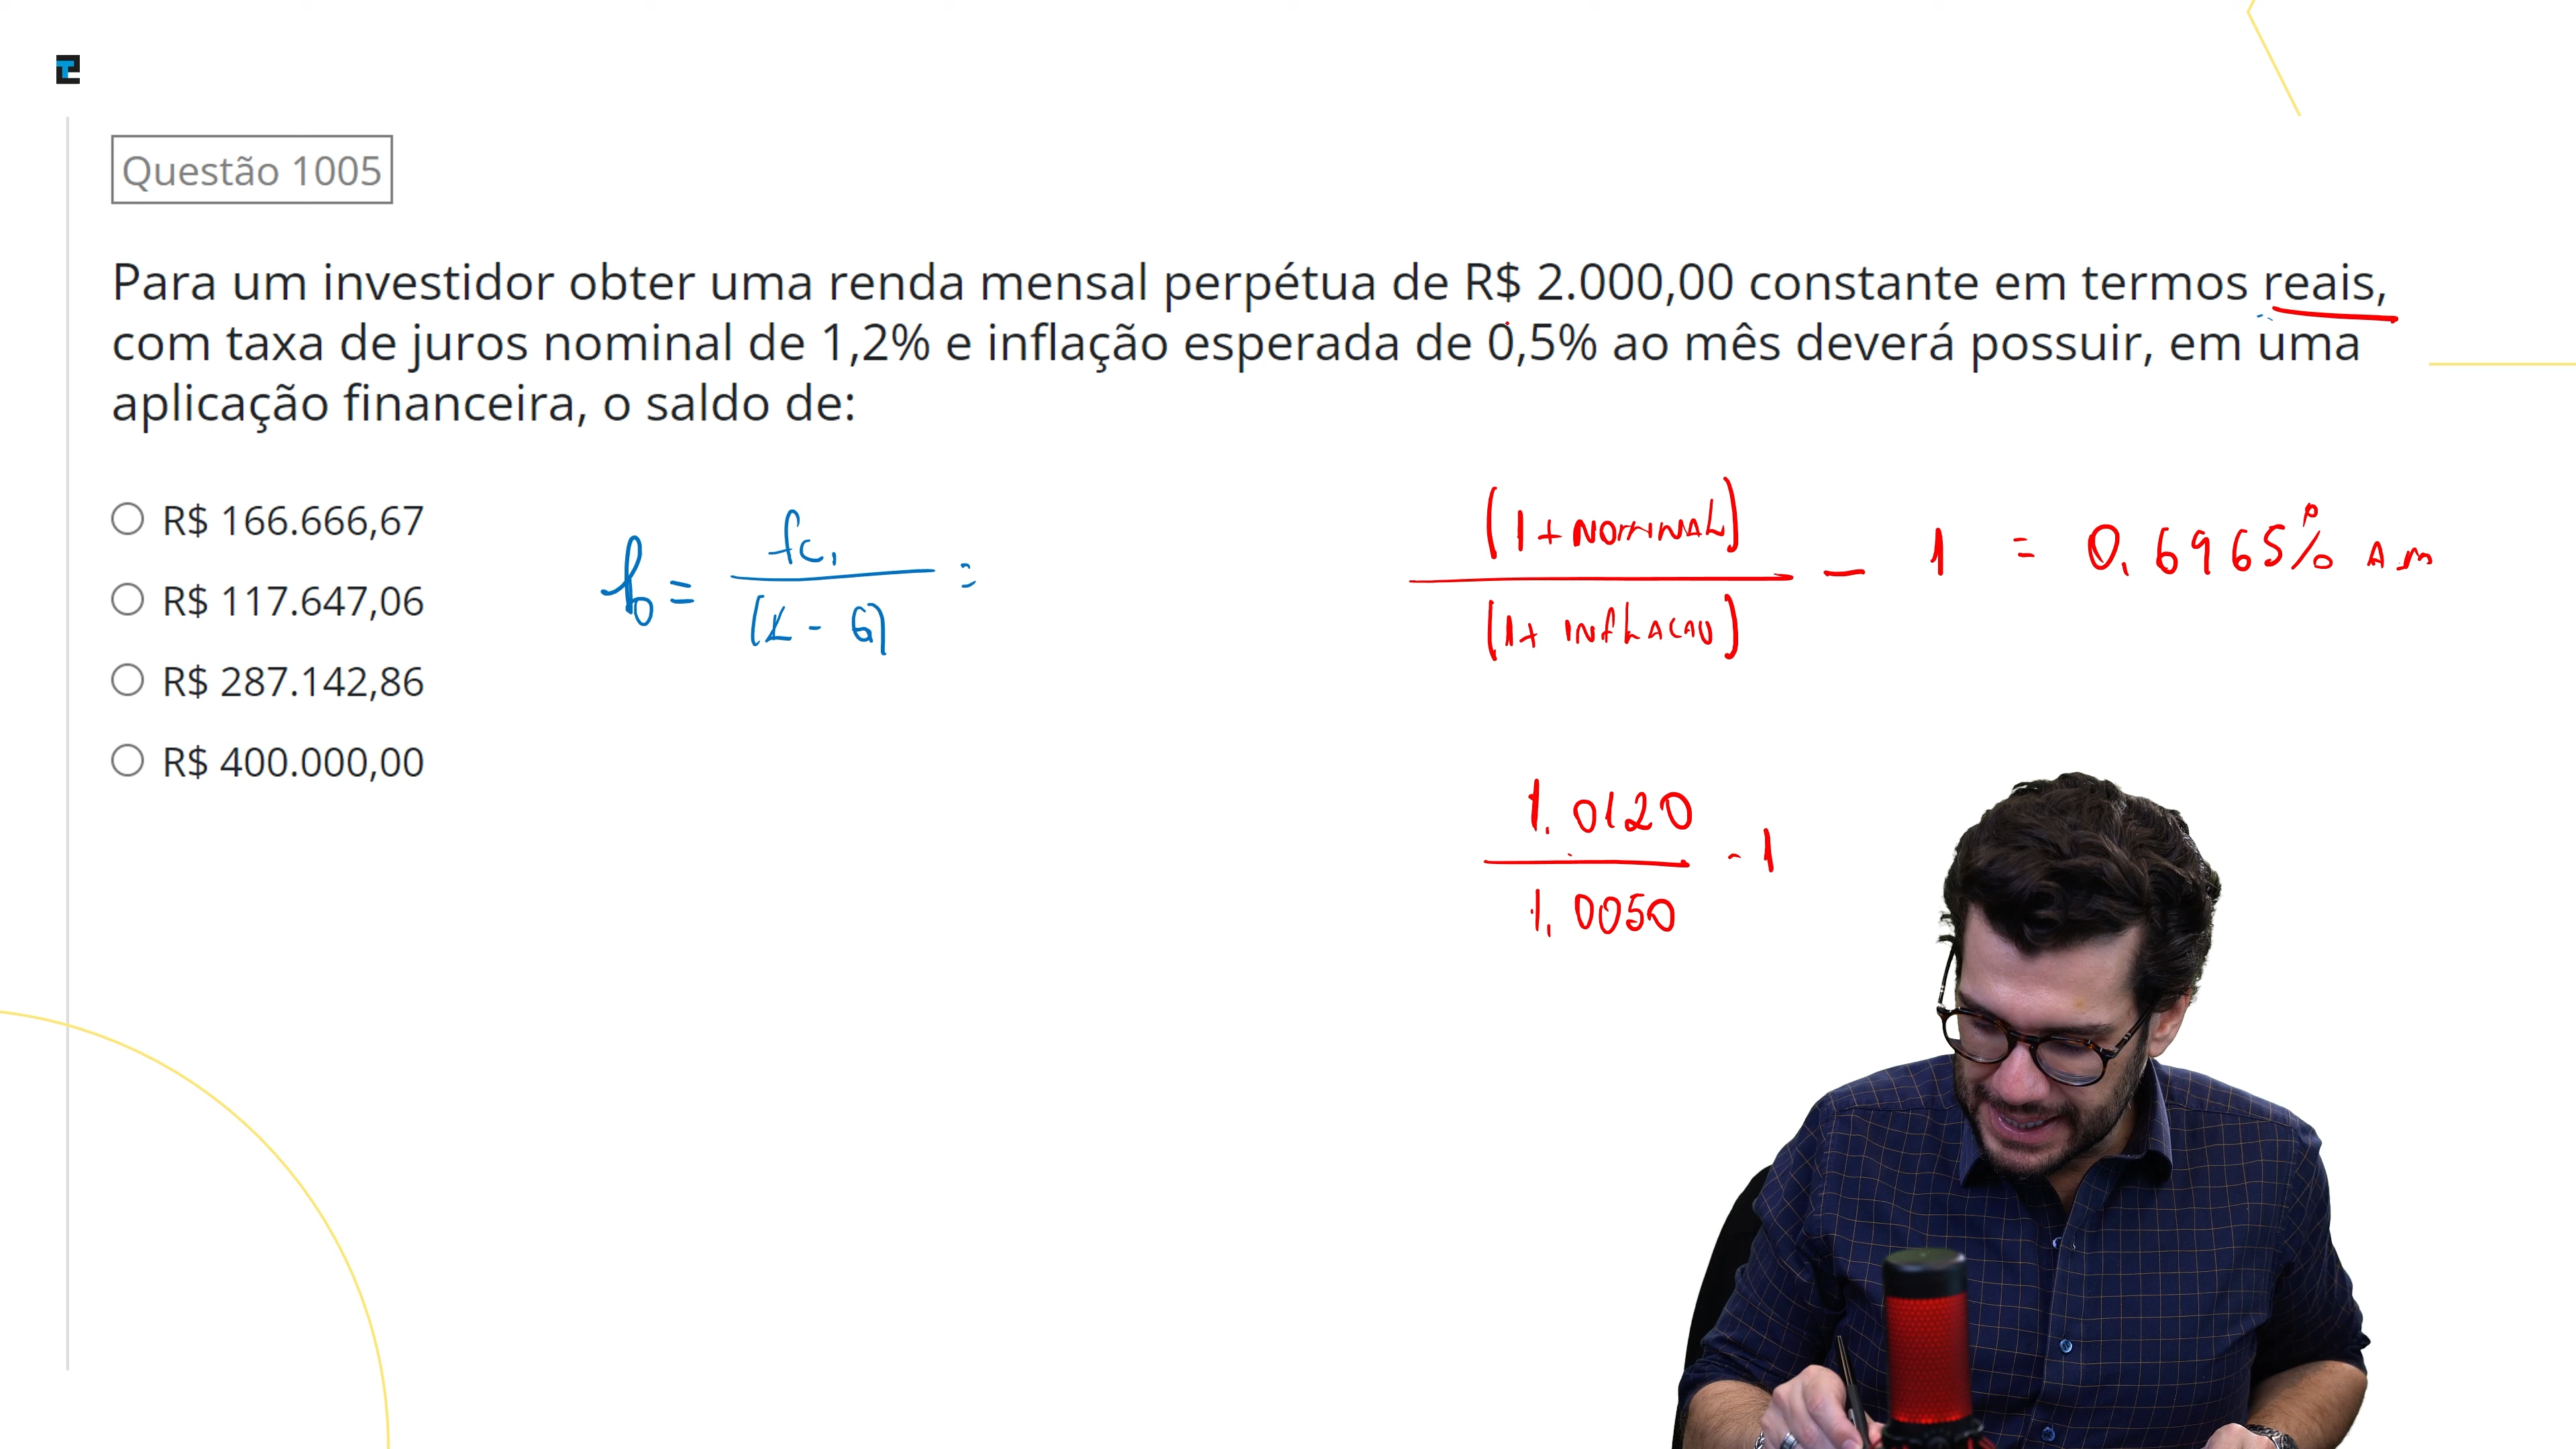 Questão 1005
Para um investidor obter uma renda mensal perpétua de R$ 2.000,00 constante em termos reais,
com taxa de juros nominal de 1,2% e inflação esperada de 0,5% ao mês deverá possuir, em uma
aplicação financeira, o saldo de:
R$ 166.666,67
R$ 117.647,06
R$ 287.142,86
R$ 400.000,00
= fc1 =
(K - G)
(1 + NOMINAL) - 1 = 0.6965% A.M
(1 + INFLACAO)
1.0120 - 1
1.0050